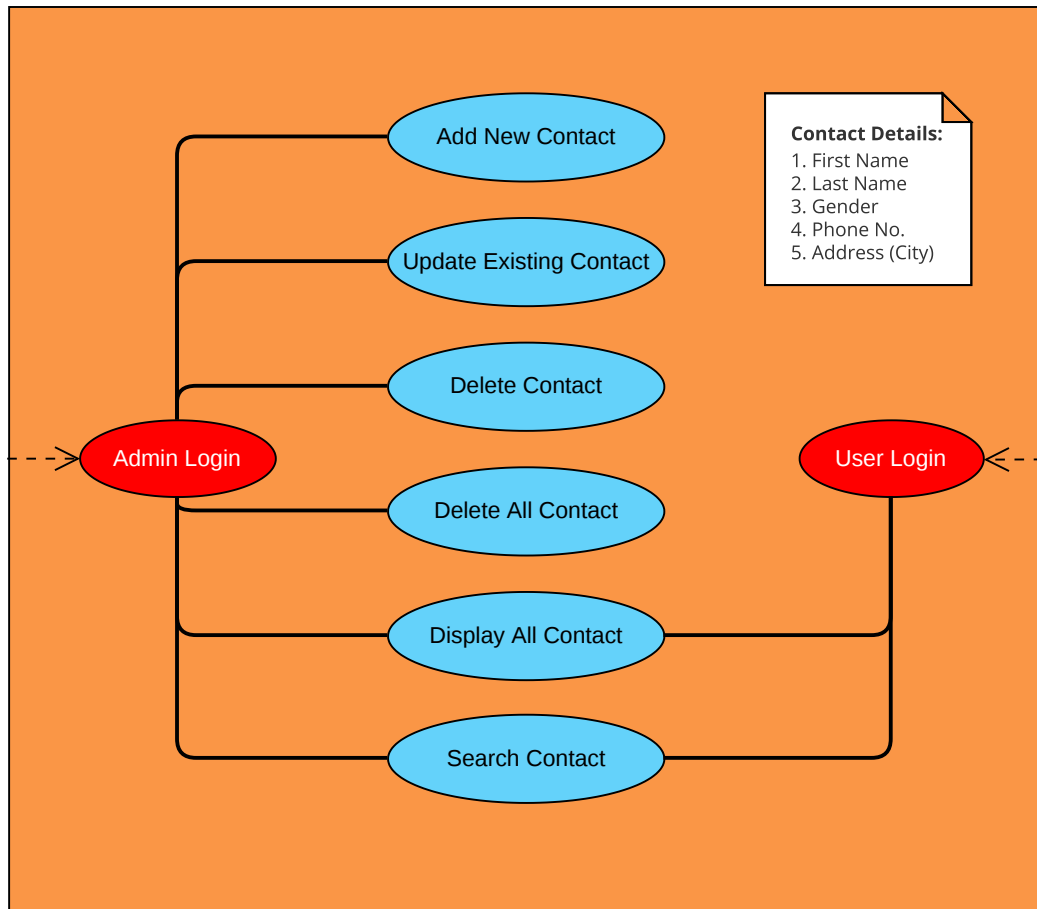 Add New Contact
Contact Details:
1. First Name
2. Last Name
3. Gender
4. Phone No.
5. Address (City)
Update Existing Contact
Delete Contact
Admin Login
User Login
Delete All Contact
Display All Contact
Search Contact